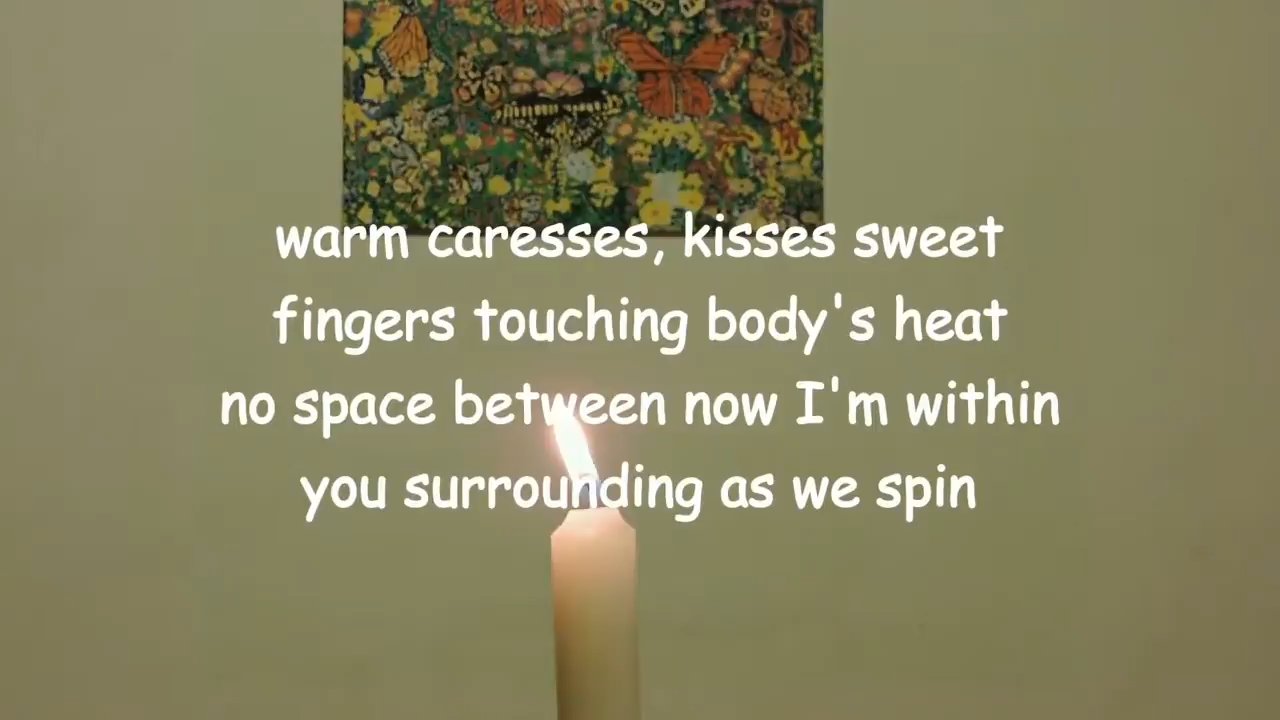 warm caresses, kisses sweet
fingers touching body's heat
no space between now I'm within
you surrounding as we spin